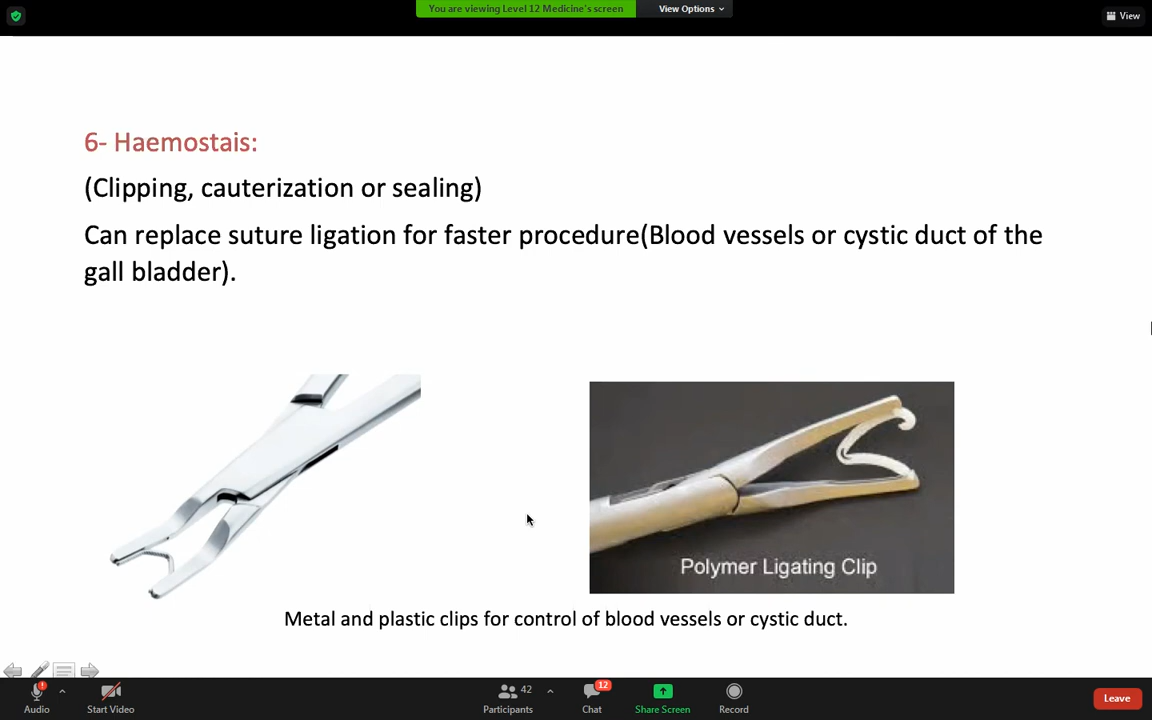 You are viewing Level 12 Medicine's screen
View Options
View
6- Haemostais:
(Clipping, cauterization or sealing)
Can replace suture ligation for faster procedure(Blood vessels or cystic duct of the
gall bladder).
Polymer Ligating Clip
Metal and plastic clips for control of blood vessels or cystic duct.
Audio
Start Video
42
Participants
12
Chat
Share Screen
Record
Leave